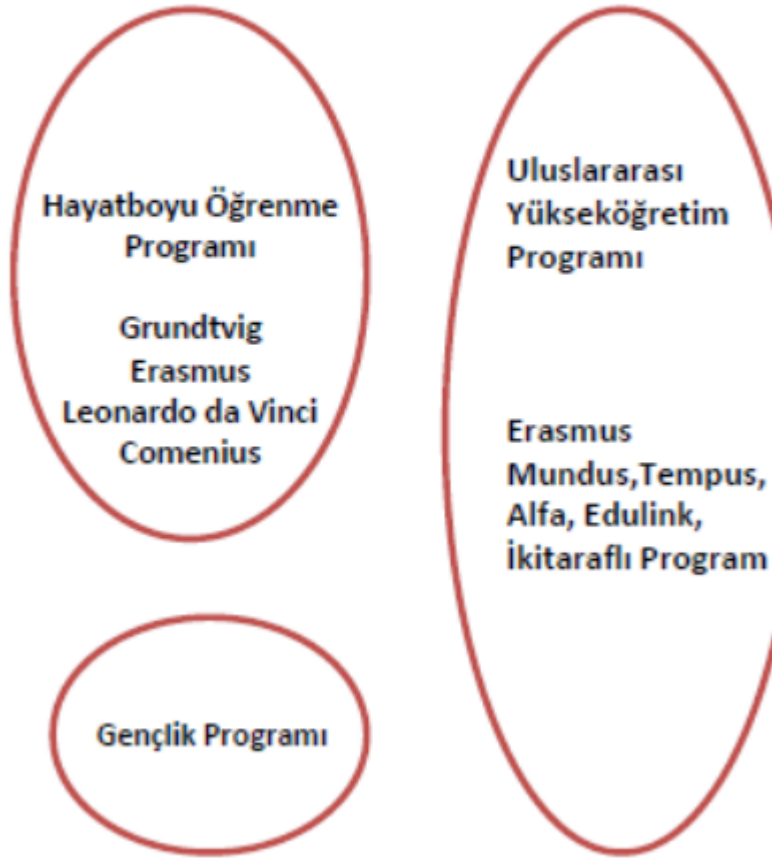 Hayatboyu Öğrenme
Programı
Grundtvig
Erasmus
Leonardo da Vinci
Comenius
Gençlik Programı
Uluslararası
Yükseköğretim
Programı
Erasmus
Mundus,Tempus,
Alfa, Edulink,
İkitaraflı Program